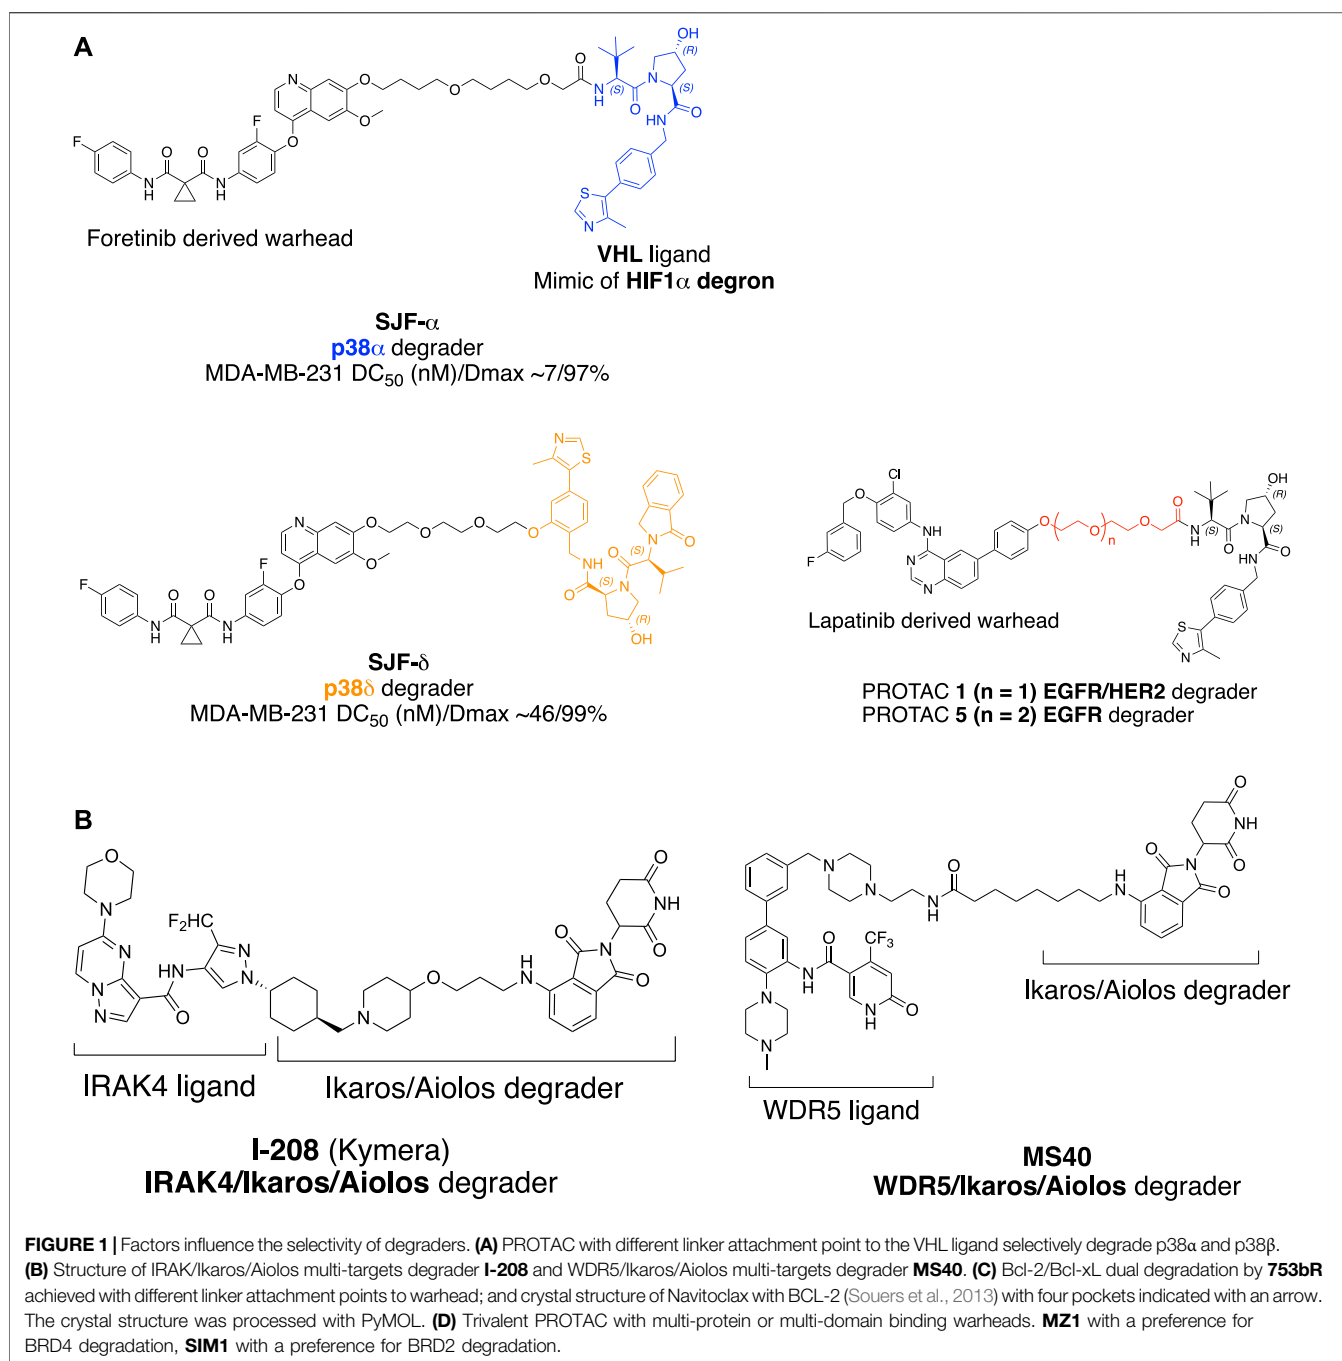 A
Foretinib derived warhead
VHL ligand
Mimic of HIF1α degron
SJF-α
p38α degrader
MDA-MB-231 DC50 (nM)/Dmax ~7/97%
SJF-δ
p38δ degrader
MDA-MB-231 DC50 (nM)/Dmax ~46/99%
Lapatinib derived warhead
PROTAC 1 (n = 1) EGFR/HER2 degrader
PROTAC 5 (n = 2) EGFR degrader
B
IRAK4 ligand
Ikaros/Aiolos degrader
I-208 (Kymera)
IRAK4/Ikaros/Aiolos degrader
Ikaros/Aiolos degrader
WDR5 ligand
MS40
WDR5/Ikaros/Aiolos degrader
FIGURE 1 | Factors influence the selectivity of degraders. (A) PROTAC with different linker attachment point to the VHL ligand selectively degrade p38α and p38β.
(B) Structure of IRAK/Ikaros/Aiolos multi-targets degrader I-208 and WDR5/Ikaros/Aiolos multi-targets degrader MS40. (C) Bcl-2/Bcl-xL dual degradation by 753bR
achieved with different linker attachment points to warhead; and crystal structure of Navitoclax with BCL-2 (Souers et al., 2013) with four pockets indicated with an arrow.
The crystal structure was processed with PyMOL. (D) Trivalent PROTAC with multi-protein or multi-domain binding warheads. MZ1 with a preference for
BRD4 degradation, SIM1 with a preference for BRD2 degradation.